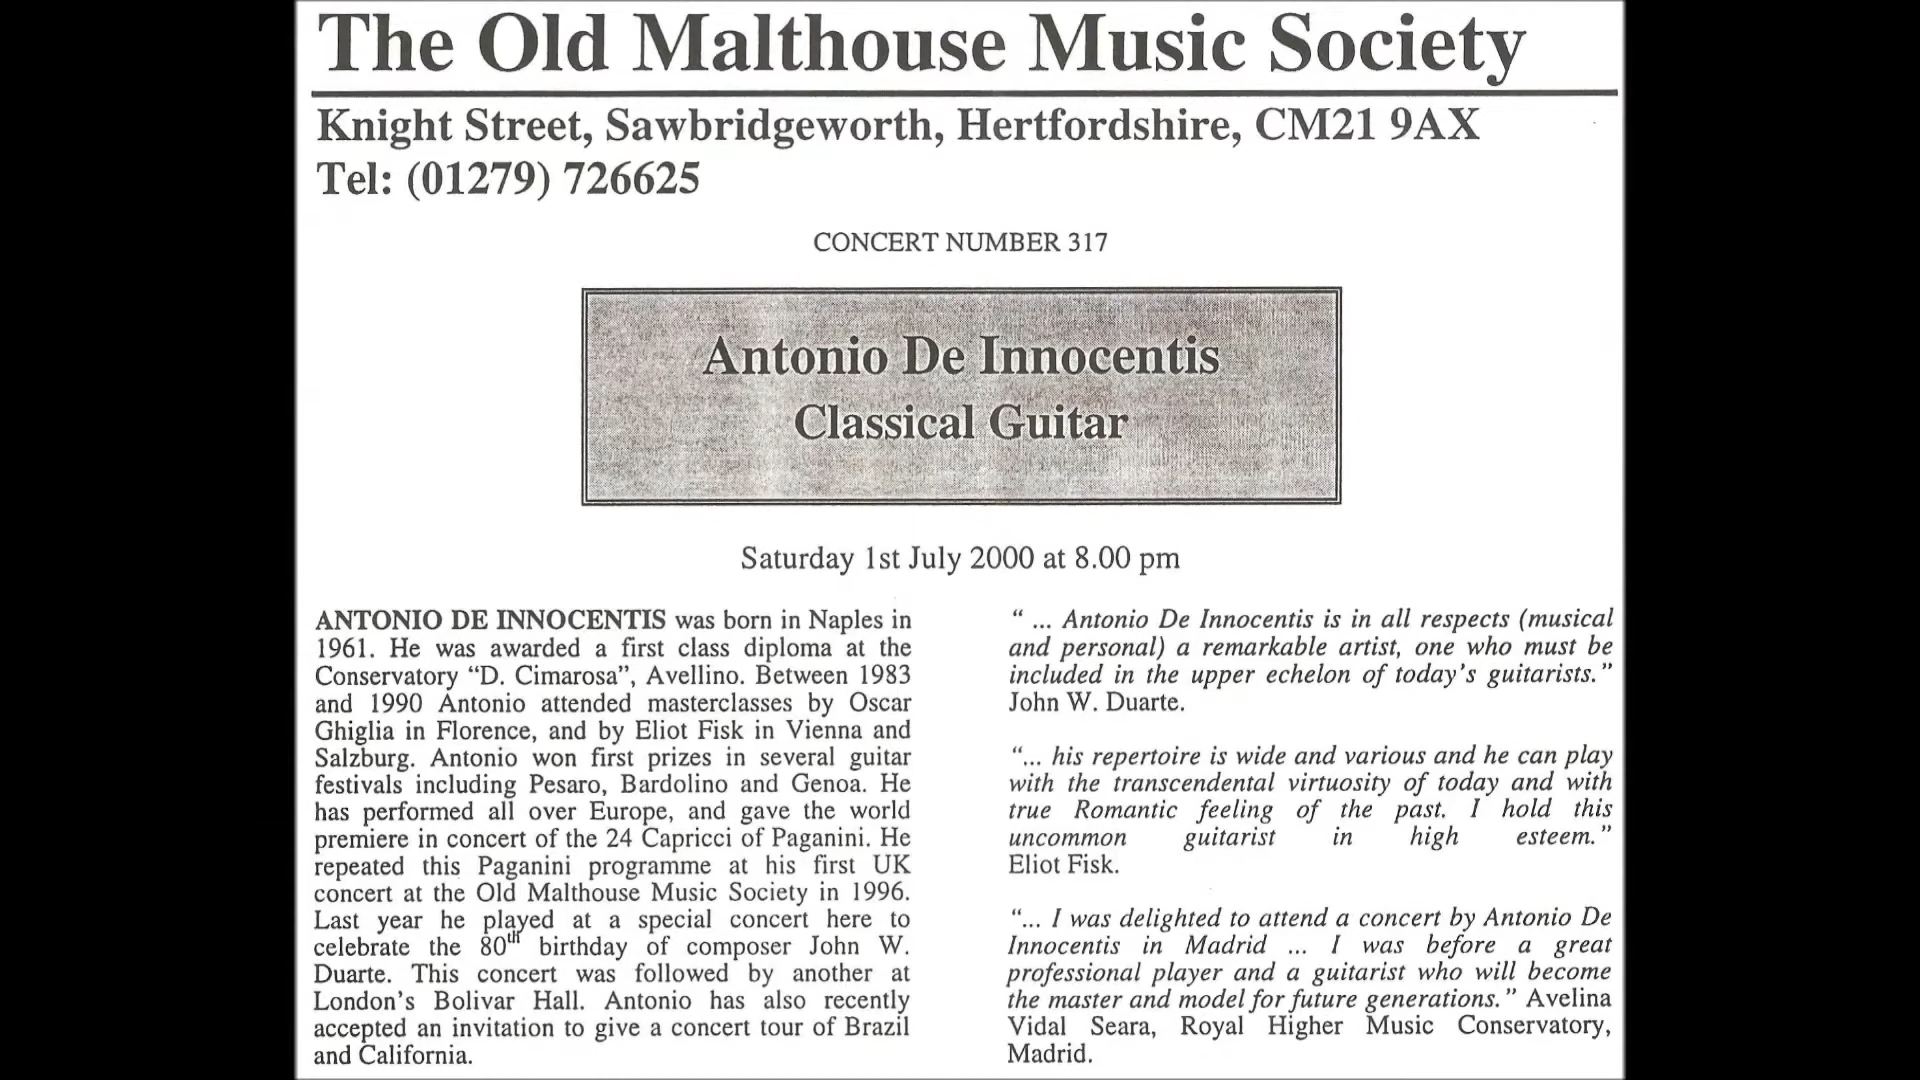 The Old Malthouse Music Society
Knight Street, Sawbridgeworth, Hertfordshire, CM21 9AX
Tel: (01279) 726625
CONCERT NUMBER 317
Antonio De Innocentis
Classical Guitar
Saturday 1st July 2000 at 8.00 pm
ANTONIO DE INNOCENTIS was born in Naples in
1961. He was awarded a first class diploma at the
Conservatory “D. Cimarosa”, Avellino. Between 1983
and 1990 Antonio attended masterclasses by Oscar
Ghiglia in Florence, and by Eliot Fisk in Vienna and
Salzburg. Antonio won first prizes in several guitar
festivals including Pesaro, Bardolino and Genoa. He
has performed all over Europe, and gave the world
premiere in concert of the 24 Capricci of Paganini. He
repeated this Paganini programme at his first UK
concert at the Old Malthouse Music Society in 1996.
Last year he played at a special concert here to
celebrate the 80th birthday of composer John W.
Duarte. This concert was followed by another at
London’s Bolivar Hall. Antonio has also recently
accepted an invitation to give a concert tour of Brazil
and California.
“ ... Antonio De Innocentis is in all respects (musical
and personal) a remarkable artist, one who must be
included in the upper echelon of today’s guitarists.”
John W. Duarte.
“... his repertoire is wide and various and he can play
with the transcendental virtuosity of today and with
true Romantic feeling of the past. I hold this
uncommon guitarist in high esteem.”
Eliot Fisk.
“... I was delighted to attend a concert by Antonio De
Innocentis in Madrid ... I was before a great
professional player and a guitarist who will become
the master and model for future generations.” Avelina
Vidal Seara, Royal Higher Music Conservatory,
Madrid.